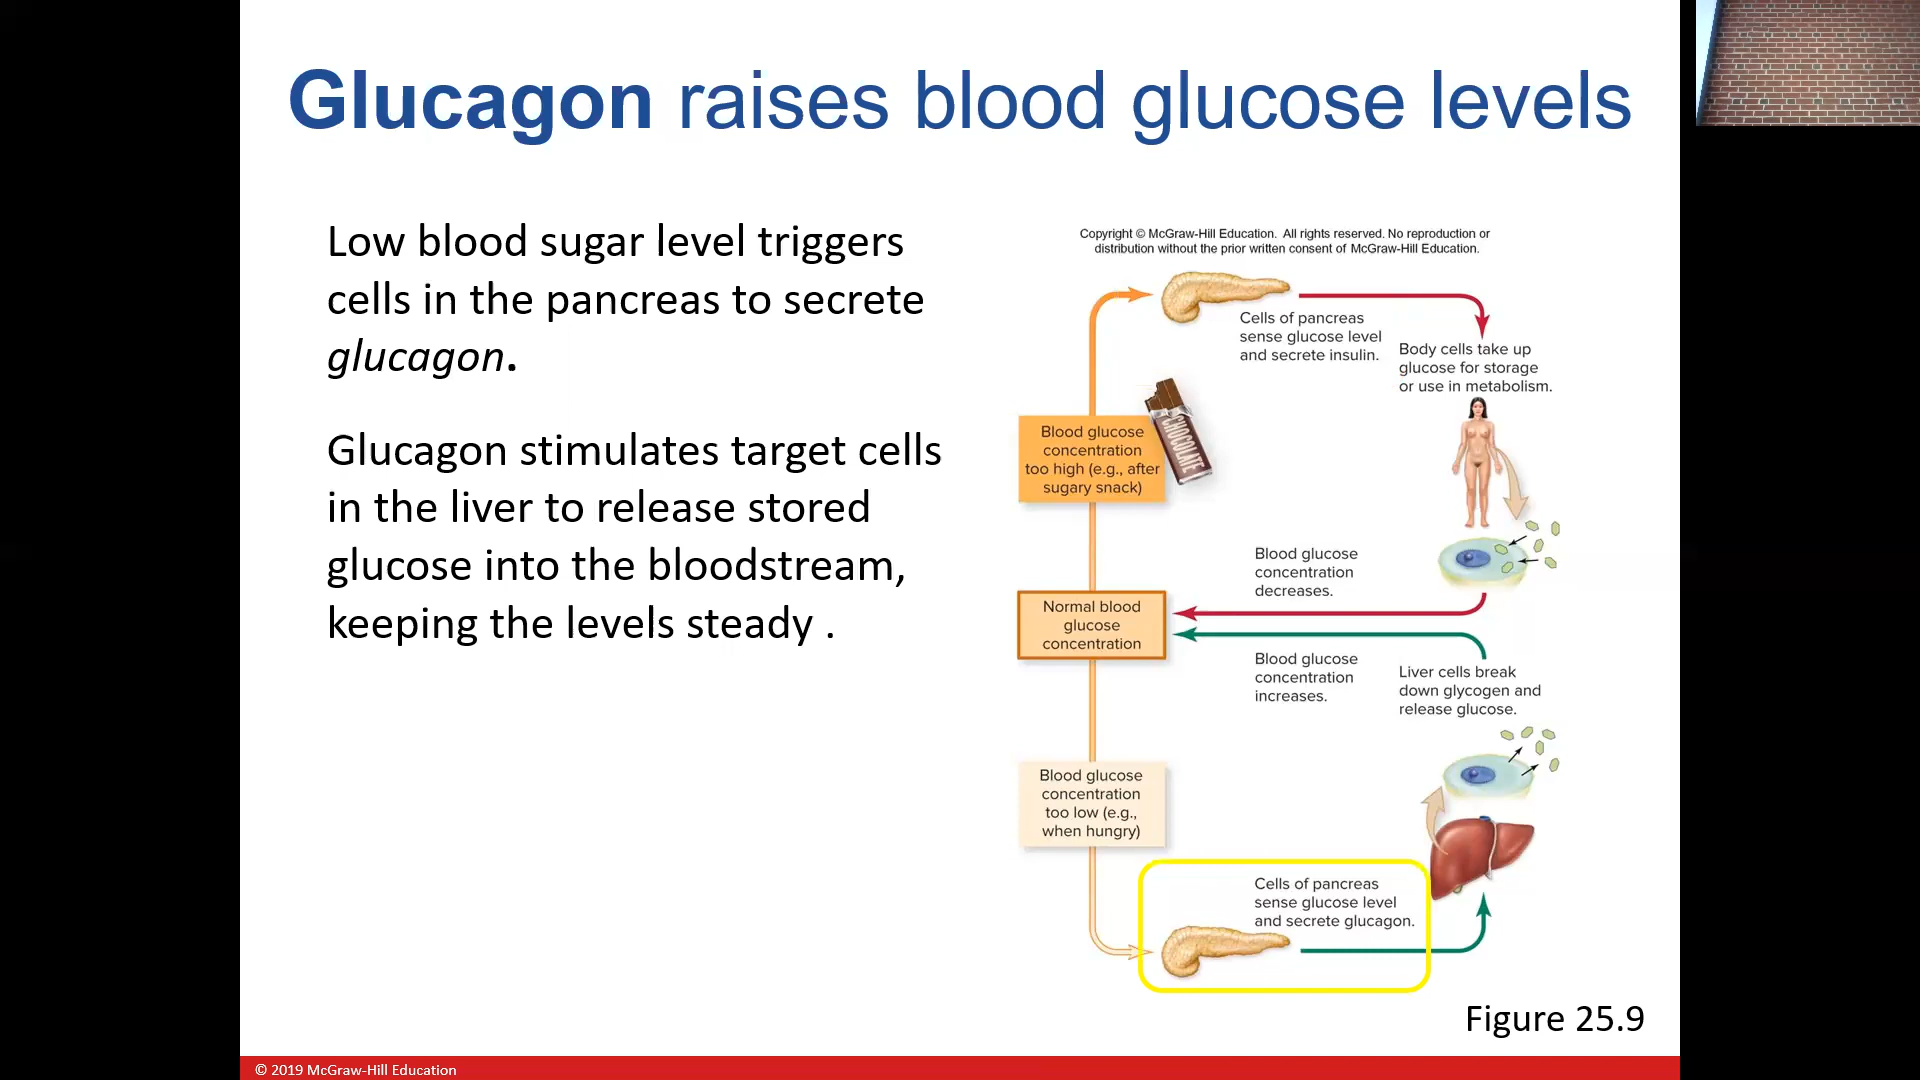 Glucagon raises blood glucose levels
Low blood sugar level triggers
cells in the pancreas to secrete
glucagon.
Glucagon stimulates target cells
in the liver to release stored
glucose into the bloodstream,
keeping the levels steady .
Copyright © McGraw-Hill Education. All rights reserved. No reproduction or
distribution without the prior written consent of McGraw-Hill Education.
Cells of pancreas
sense glucose level
and secrete insulin.
Body cells take up
glucose for storage
or use in metabolism.
CHOCOLATE
Blood glucose
concentration
too high (e.g., after
sugary snack)
Blood glucose
concentration
decreases.
Normal blood
glucose
concentration
Blood glucose
concentration
increases.
Liver cells break
down glycogen and
release glucose.
Blood glucose
concentration
too low (e.g.,
when hungry)
Cells of pancreas
sense glucose level
and secrete glucagon.
Figure 25.9
© 2019 McGraw-Hill Education